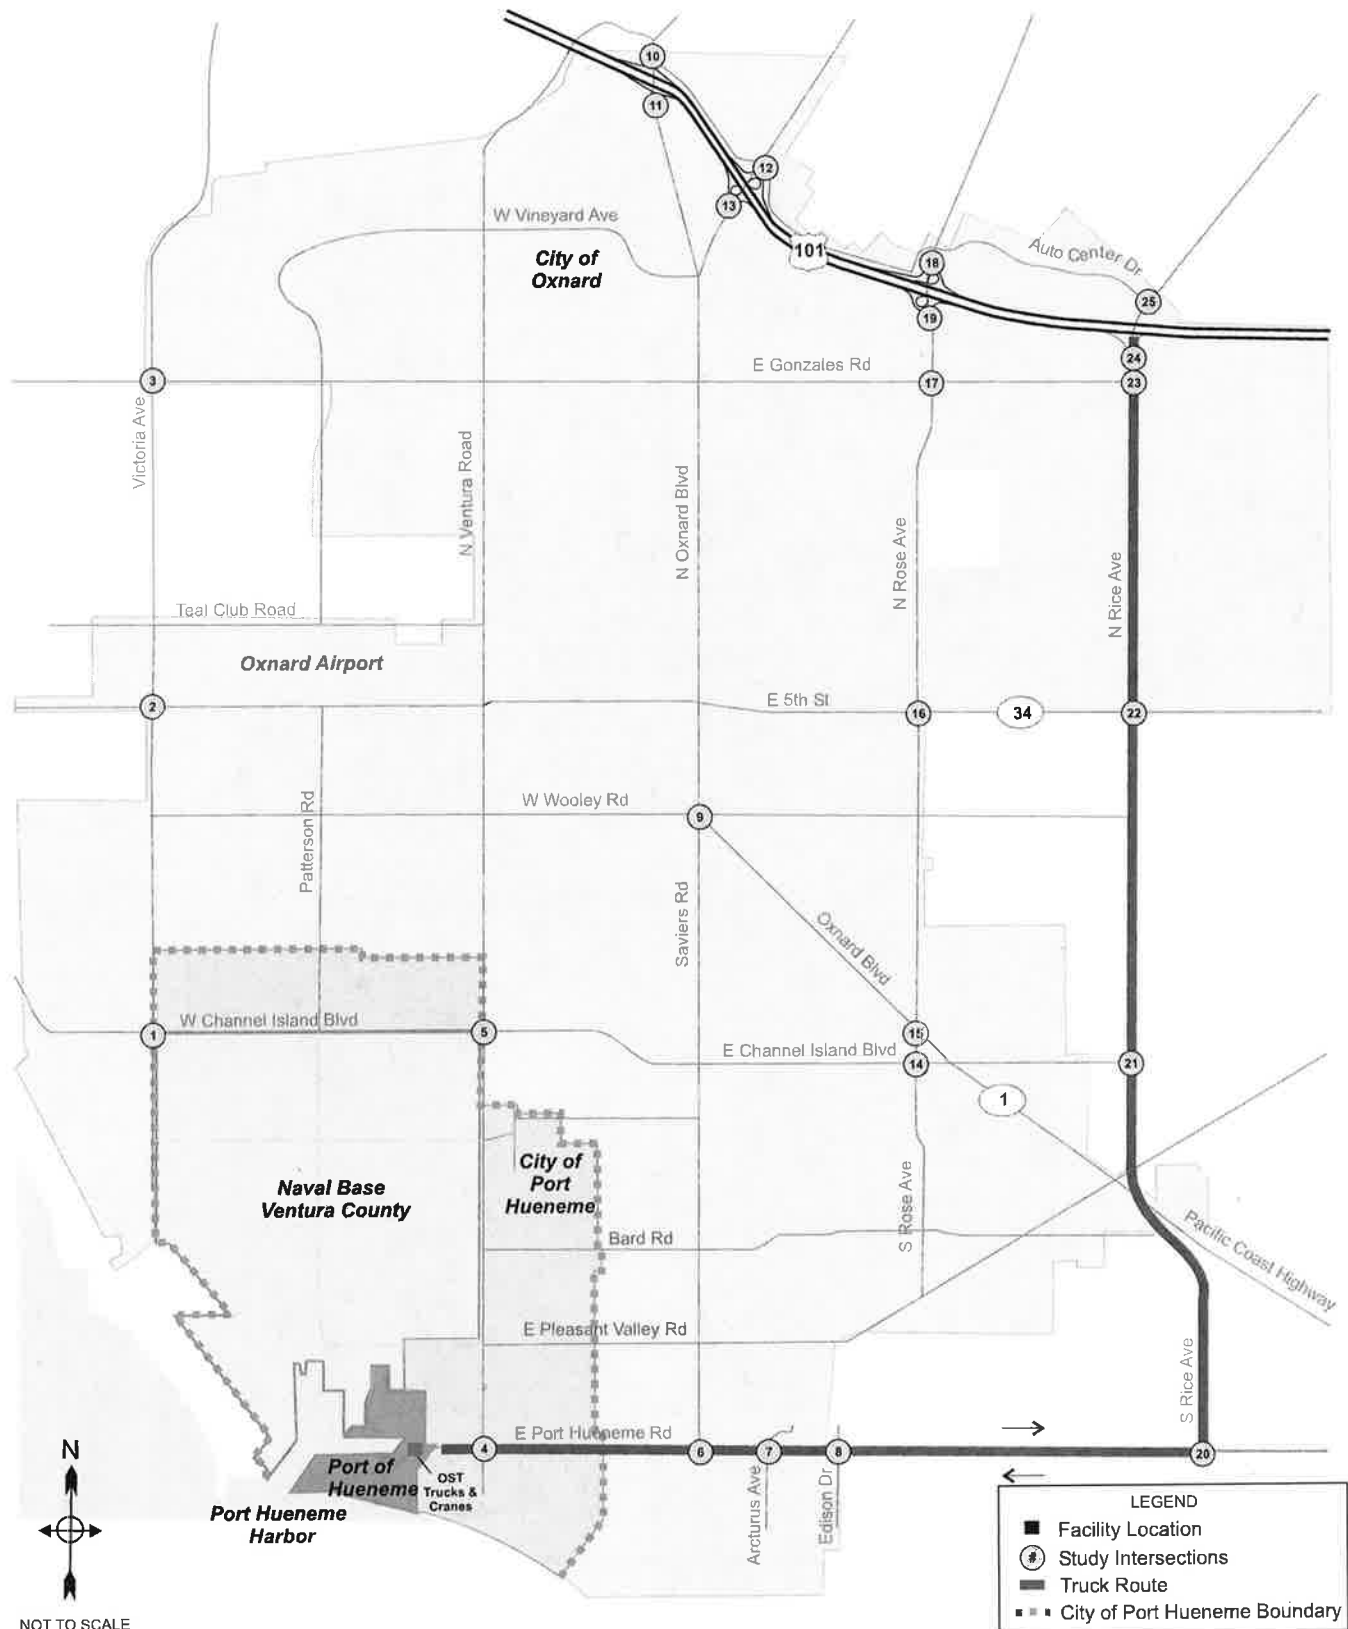 10
11
12
13
W Vineyard Ave
City of
Oxnard
101
18
Auto Center Dr
25
19
24
E Gonzales Rd
3
17
23
Victoria Ave
N Ventura Road
N Oxnard Blvd
N Rose Ave
N Rice Ave
Teal Club Road
Oxnard Airport
2
E 5th St
16
34
22
W Wooley Rd
9
Patterson Rd
Saviers Rd
Oxnard Blvd
W Channel Island Blvd
1
5
15
E Channel Island Blvd
14
21
1
City of
Port
Hueneme
Naval Base
Ventura County
S Rose Ave
Bard Rd
Pacific Coast Highway
E Pleasant Valley Rd
S Rice Ave
E Port Hueneme Rd
4
6
7
8
20
N
Port of
Hueneme
OST
Trucks &
Cranes
Arcturus Ave
Edison Dr
Port Hueneme
Harbor
LEGEND
Facility Location
# Study Intersections
Truck Route
City of Port Hueneme Boundary
NOT TO SCALE